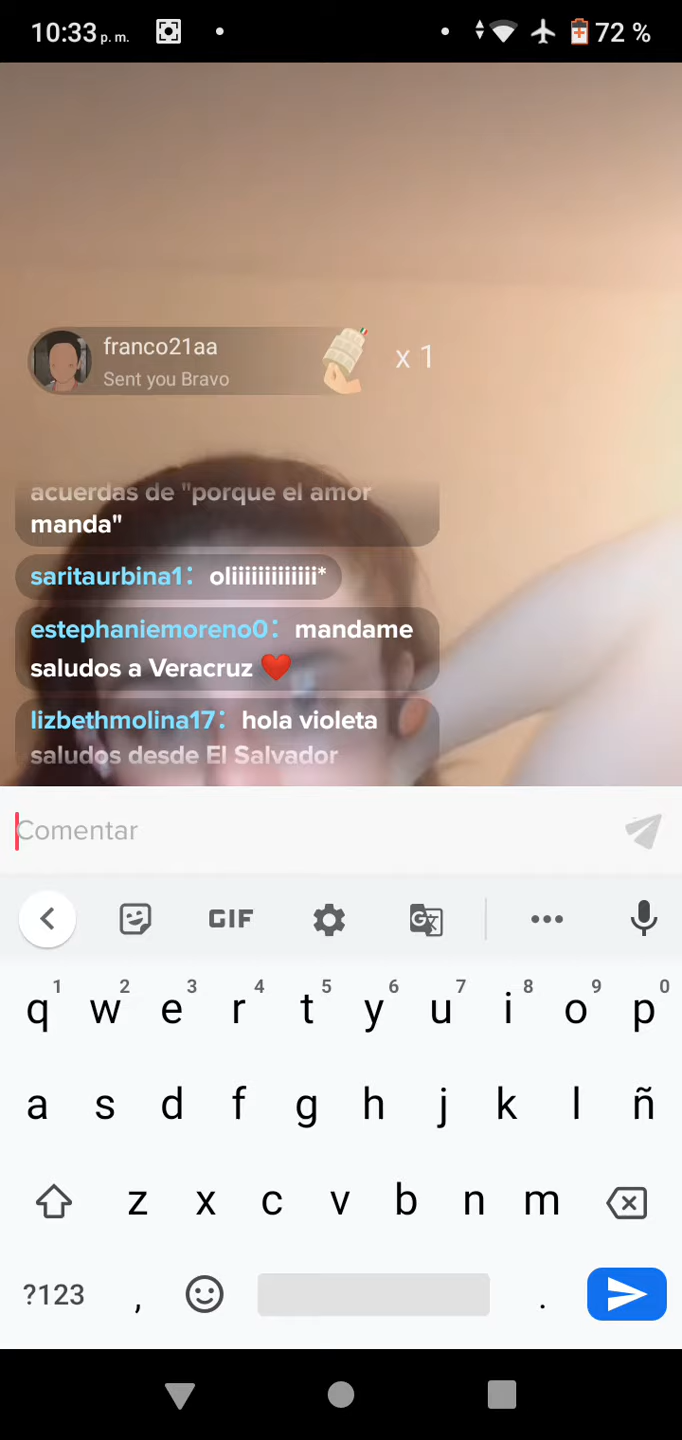 10:33 p. m.
72 %
franco21aa
Sent you Bravo
x 1
acuerdas de "porque el amor
manda"
saritaurbina1: oliiiiiiiiiiiiii*
estephaniemoreno0: mandame
saludos a Veracruz ❤️
lizbethmolina17: hola violeta
saludos desde El Salvador
Comentar
GIF
1 2 3 4 5 6 7 8 9 0
q w e r t y u i o p
a s d f g h j k l ñ
z x c v b n m
?123 , .